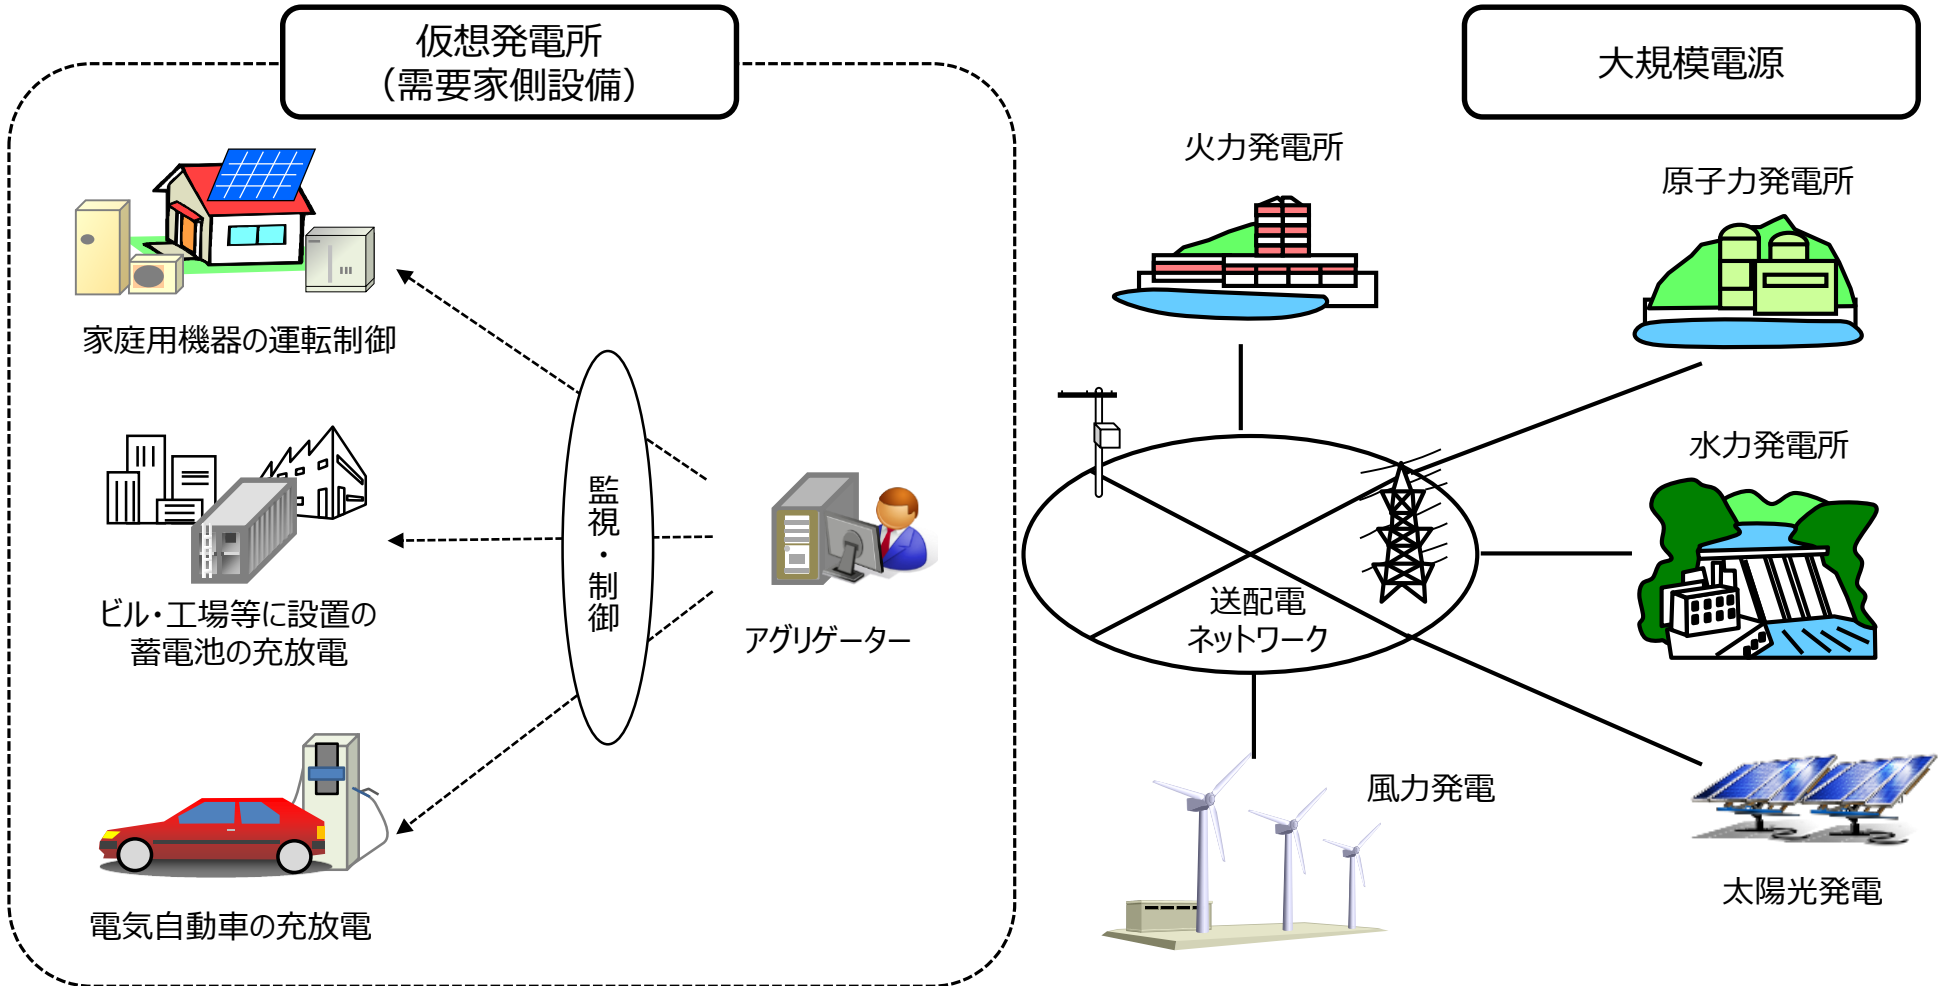 仮想発電所
（需要家側設備）
大規模電源
家庭用機器の運転制御
ビル・工場等に設置の
蓄電池の充放電
電気自動車の充放電
監視・制御
アグリゲーター
火力発電所
原子力発電所
水力発電所
送配電
ネットワーク
風力発電
太陽光発電